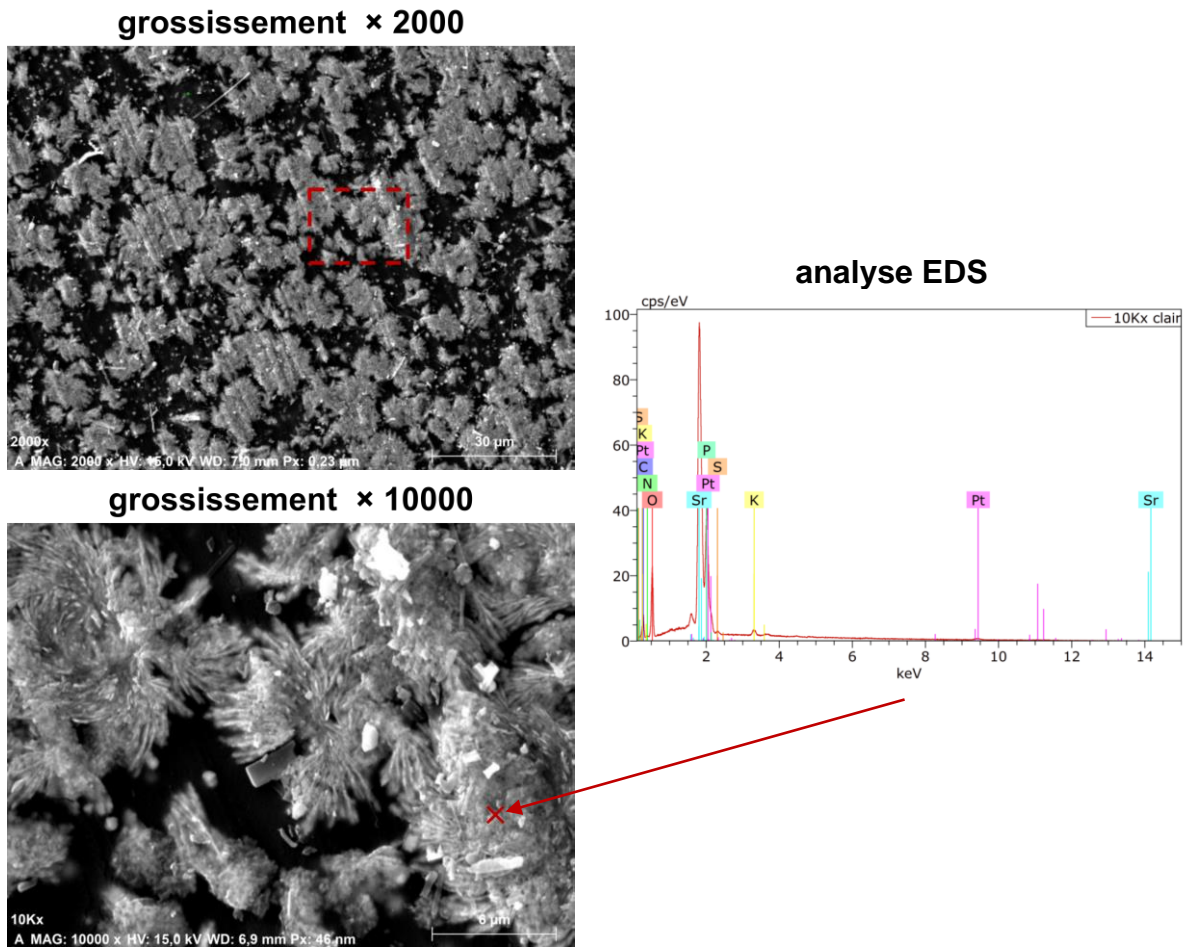 grossissement × 2000
2000x
30 µm
A MAG: 2000 x HV: 15,0 kV WD: 7,0 mm Px: 0,23 µm
grossissement × 10000
10Kx
6 µm
A MAG: 10000 x HV: 15,0 kV WD: 6,9 mm Px: 46 nm
analyse EDS
cps/eV
10Kx clair
100
80
60
40
20
0
S
K
Pt
C
N
O
P
S
Pt
Sr
K
Pt
Sr
2 4 6 8 10 12 14
keV